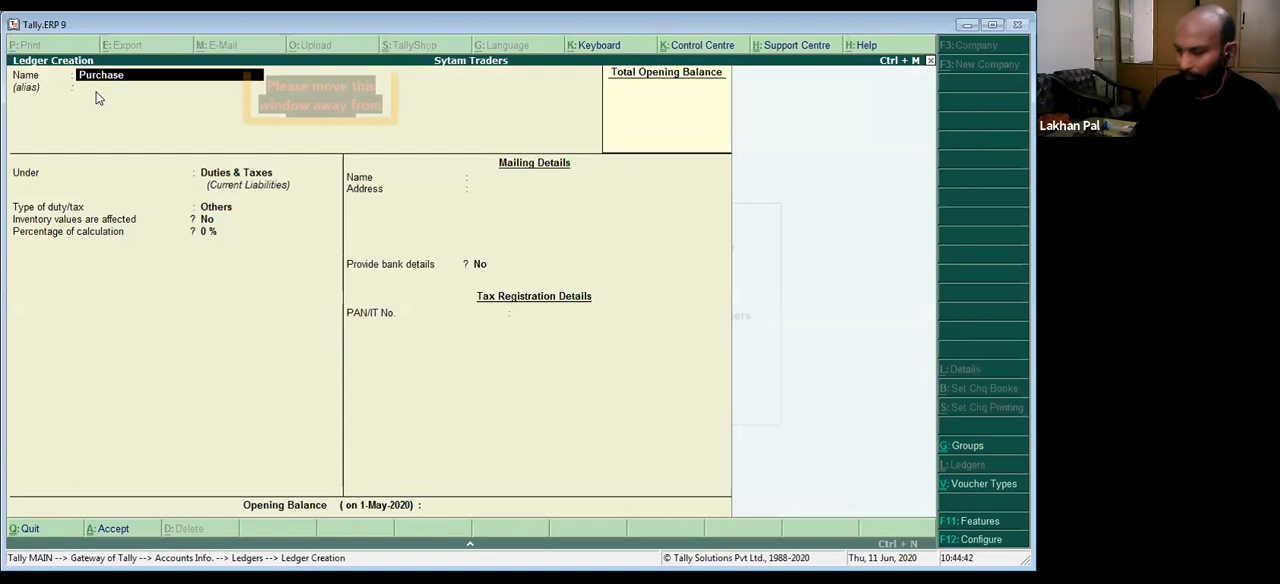 Tally.ERP 9
P: Print
E: Export
M: E-Mail
O: Upload
S: TallyShop
G: Language
K: Keyboard
K: Control Centre
H: Support Centre
H: Help
F3: Company
Ledger Creation
Sytam Traders
Ctrl + M
F3: New Company
Name : Purchase
(alias) :
Please move this
window away from
Total Opening Balance
Lakhan Pal
Under : Duties & Taxes
(Current Liabilities)
Type of duty/tax : Others
Inventory values are affected ? No
Percentage of calculation ? 0 %
Mailing Details
Name :
Address :
Provide bank details ? No
Tax Registration Details
PAN/IT No. :
L: Details
B: Set Chq Books
S: Set Chq Printing
G: Groups
L: Ledgers
V: Voucher Types
F11: Features
F12: Configure
Opening Balance ( on 1-May-2020) :
Q: Quit
A: Accept
D: Delete
Ctrl + N
Tally MAIN --> Gateway of Tally --> Accounts Info. --> Ledgers --> Ledger Creation
© Tally Solutions Pvt Ltd., 1988-2020
Thu, 11 Jun, 2020
10:44:42